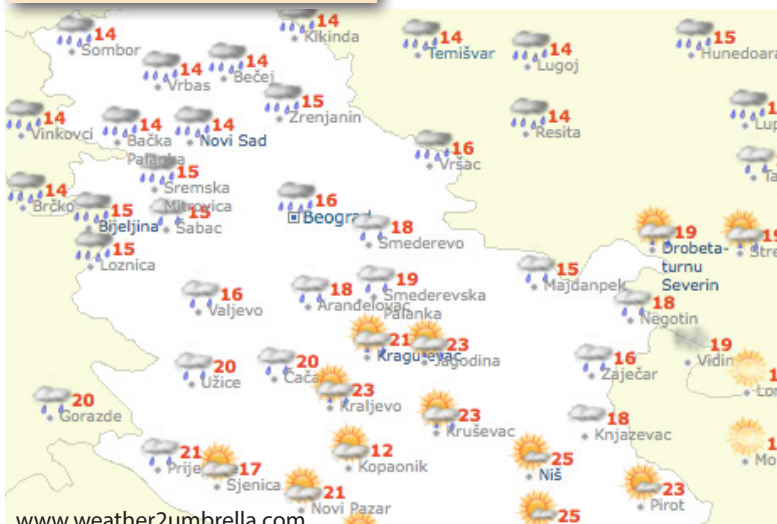 14
Sombor
14
Kikinda
14
Temišvar
14
Lugoj
15
Hunedoara
14
Vrbas
14
Bečej
15
Zrenjanin
14
Resita
14
Vinkovci
14
Bačka
Palanka
14
Novi Sad
16
Vršac
15
Sremska
Mitrovica
14
Brčko
15
Bijeljina
15
Šabac
16
Beograd
18
Smederevo
19
Drobeta-
turnu
Severin
15
Loznica
16
Valjevo
18
Aranđelovac
19
Smederevska
Palanka
15
Majdanpek
18
Negotin
21
Kragujevac
23
Jagodina
19
Vidin
20
Užice
20
16
Zaječar
20
Gorazde
23
Kraljevo
23
Kruševac
18
Knjazevac
21
17
Sjenica
12
Kopaonik
25
Niš
23
Pirot
21
Novi Pazar
25
www.weather2umbrella.com